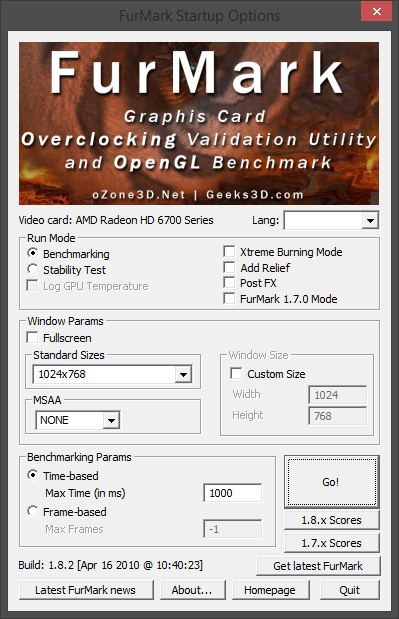 FurMark Startup Options
FurMark
Graphis Card
Overclocking Validation Utility
and OpenGL Benchmark
oZone3D.Net | Geeks3D.com
Video card: AMD Radeon HD 6700 Series Lang:
Run Mode
Benchmarking
Stability Test
Log GPU Temperature
Xtreme Burning Mode
Add Relief
Post FX
FurMark 1.7.0 Mode
Window Params
Fullscreen
Standard Sizes
1024x768
MSAA
NONE
Window Size
Custom Size
Width 1024
Height 768
Benchmarking Params
Time-based
Max Time (in ms) 1000
Frame-based
Max Frames -1
Go!
1.8.x Scores
1.7.x Scores
Build: 1.8.2 [Apr 16 2010 @ 10:40:23]
Get latest FurMark
Latest FurMark news
About...
Homepage
Quit